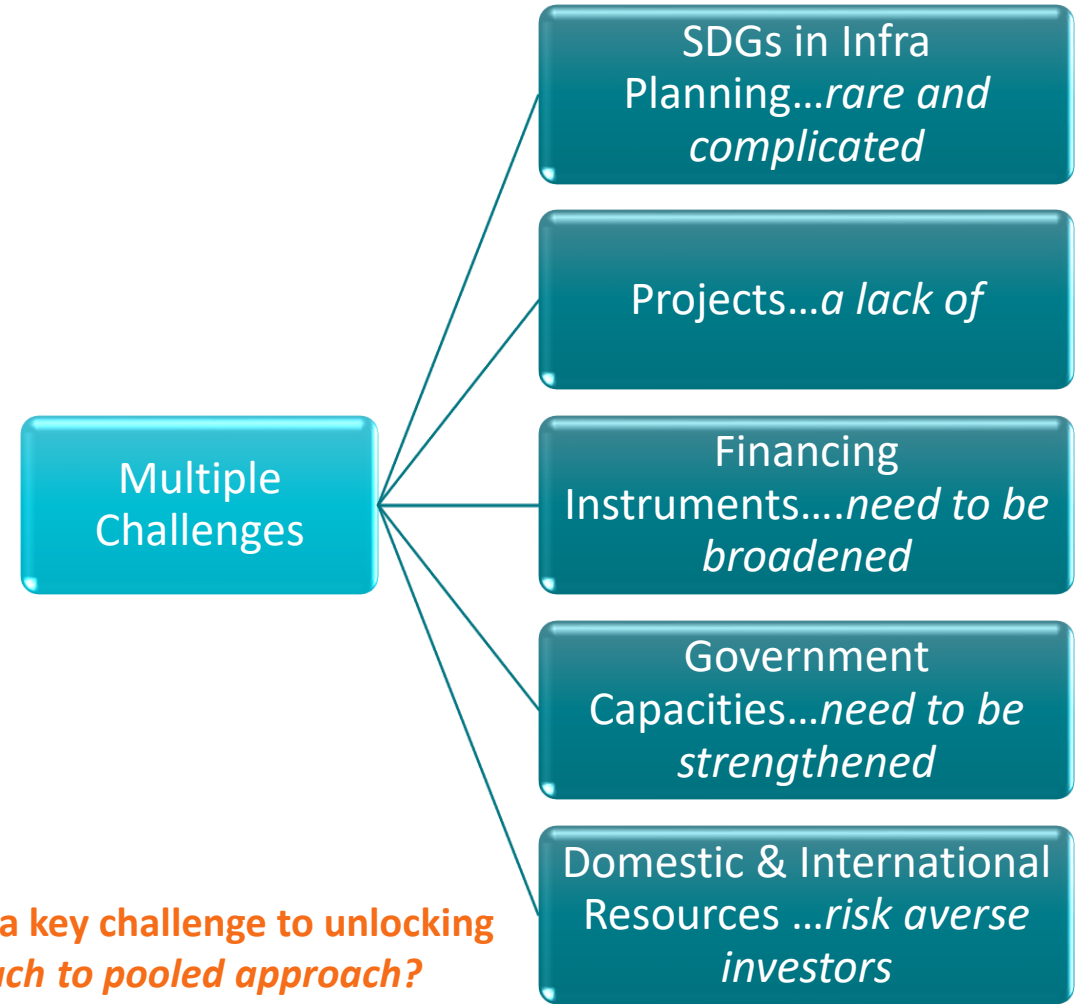 SDGs in Infra
Planning…rare and
complicated
Projects…a lack of
Multiple
Challenges
Financing
Instruments….need to be
broadened
Government
Capacities…need to be
strengthened
Domestic & International
Resources …risk averse
investors
a key challenge to unlocking
ch to pooled approach?